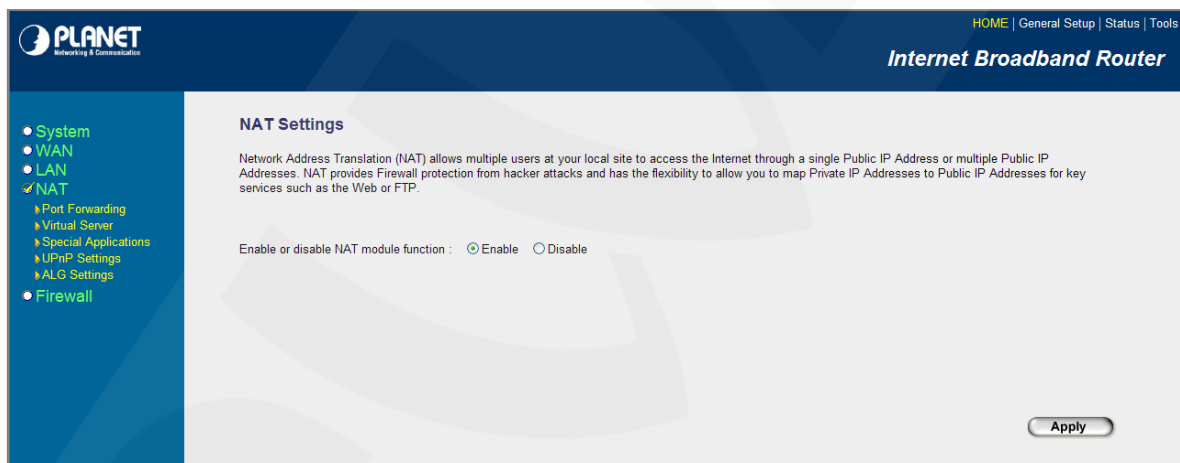 PLANET
Networking & Communication
HOME | General Setup | Status | Tools
Internet Broadband Router
System
WAN
LAN
NAT
Port Forwarding
Virtual Server
Special Applications
UPnP Settings
ALG Settings
Firewall
NAT Settings
Network Address Translation (NAT) allows multiple users at your local site to access the Internet through a single Public IP Address or multiple Public IP
Addresses. NAT provides Firewall protection from hacker attacks and has the flexibility to allow you to map Private IP Addresses to Public IP Addresses for key
services such as the Web or FTP.
Enable or disable NAT module function : Enable Disable
Apply